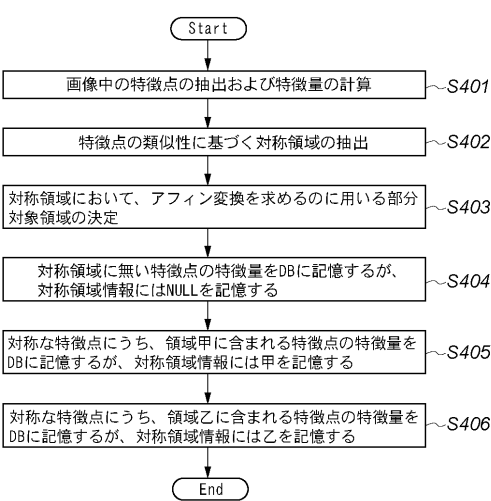 Start
画像中の特徴点の抽出および特徴量の計算
S401
特徴点の類似性に基づく対称領域の抽出
S402
対称領域において、アフィン変換を求めるのに用いる部分
対象領域の決定
S403
対称領域に無い特徴点の特徴量をDBに記憶するが、
対称領域情報にはNULLを記憶する
S404
対称な特徴点にうち、領域甲に含まれる特徴点の特徴量を
DBに記憶するが、対称領域情報には甲を記憶する
S405
対称な特徴点にうち、領域乙に含まれる特徴点の特徴量を
DBに記憶するが、対称領域情報には乙を記憶する
S406
End